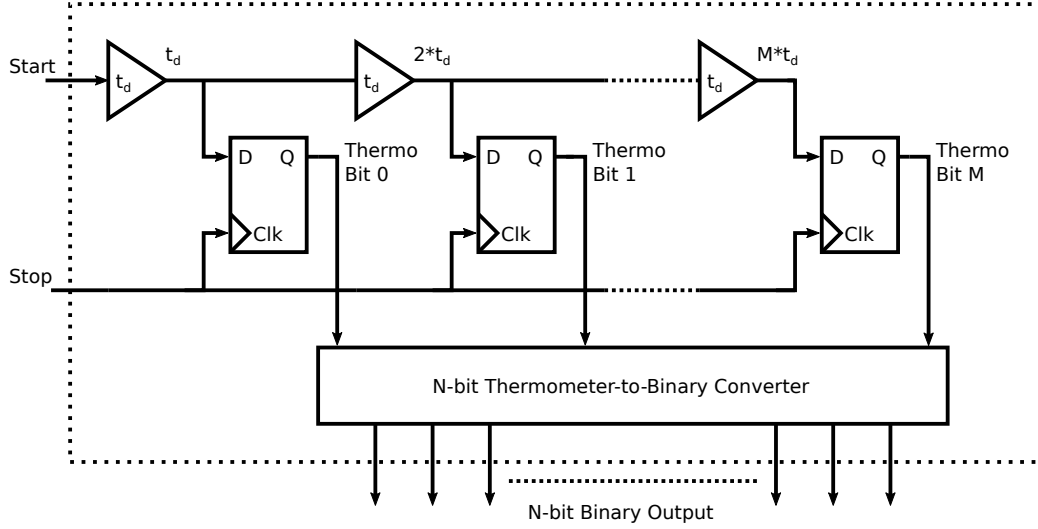 Start
t_d
t_d
t_d
2*t_d
t_d
M*t_d
D Q
Clk
Thermo
Bit 0
D Q
Clk
Thermo
Bit 1
D Q
Clk
Thermo
Bit M
Stop
N-bit Thermometer-to-Binary Converter
N-bit Binary Output